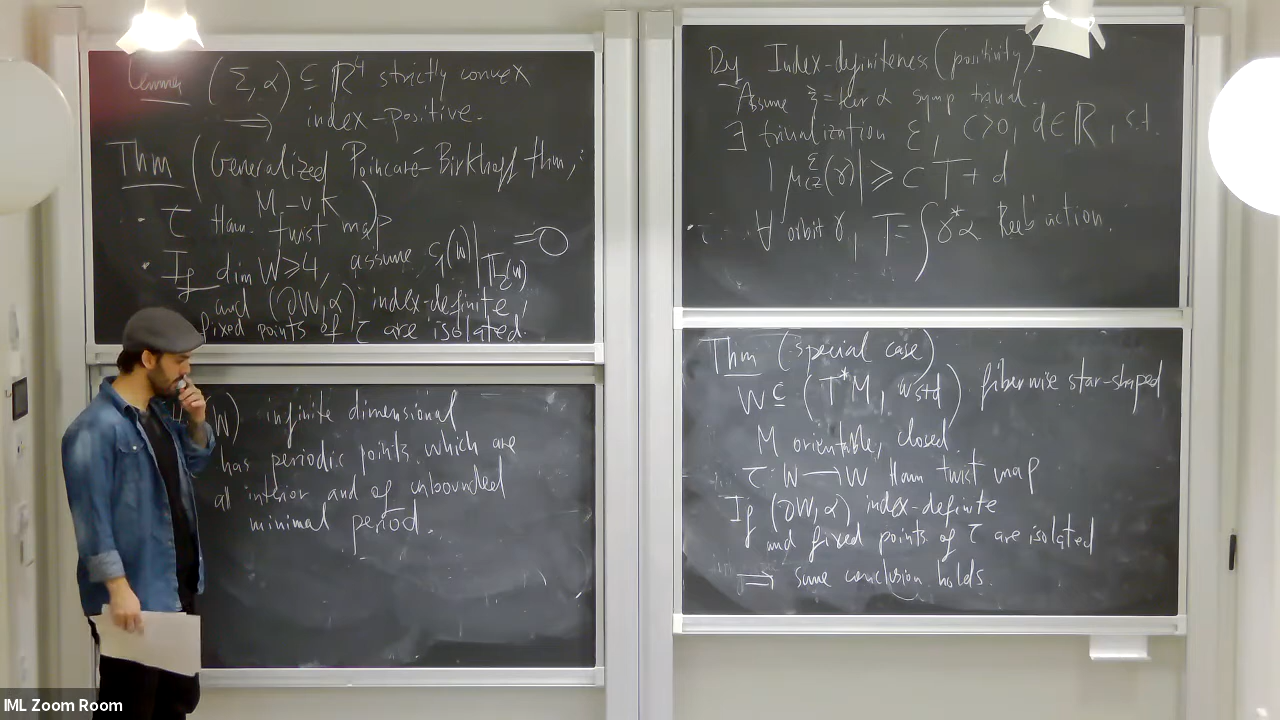 Lemma (Σ, α) ⊆ ℝ⁴ strictly convex
⟹ index-positive.
Thm (Generalized Poincaré-Birkhoff thm,
M.-v K)
· τ Ham. twist map
· If dim W ≥ 4, assume c₁(W)|π₂(W) = 0
and (∂W, α) index-definite,
fixed points of τ are isolated.
W) infinite dimensional
has periodic points which are
all interior and of unbounded
minimal period.
Def Index-definiteness (positivity).
Assume ξ = ker α symp trivial.
∃ trivialization ε, c>0, d∈ℝ, s.t.
|μ_CZ^ε(γ)| ≥ c T + d
∀ orbit γ, T = ∫γ*α Reeb action.
Thm (special case)
W ⊆ (T*M, ω_std) fiberwise star-shaped
M orientable, closed
τ: W → W Ham twist map
If (∂W, α) index-definite
and fixed points of τ are isolated
⟹ same conclusion holds.
IML Zoom Room